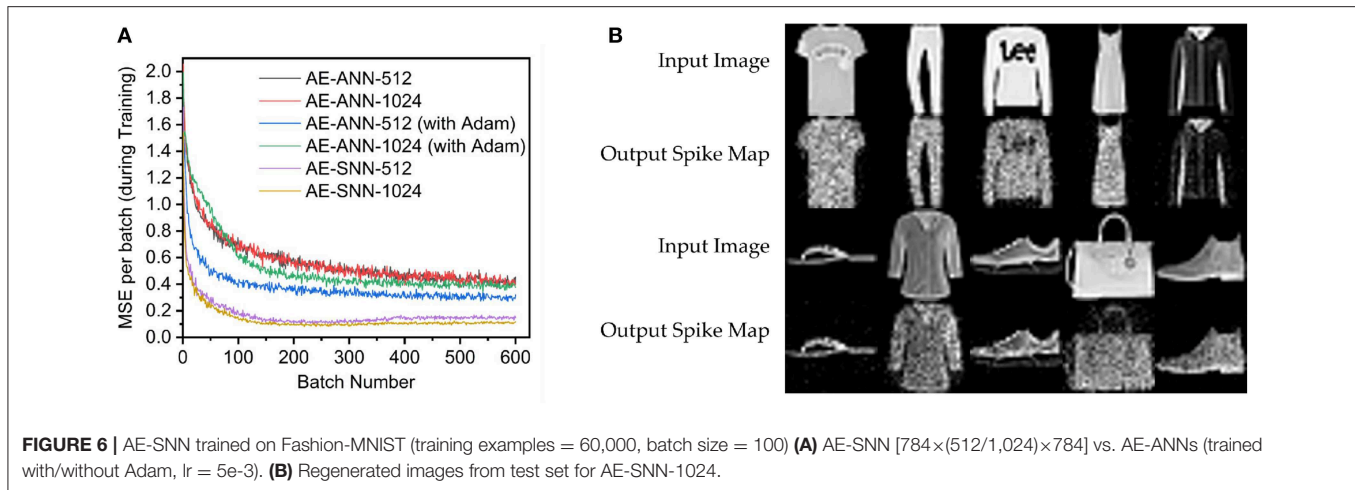 A
2.0
1.8
1.6
1.4
1.2
1.0
0.8
0.6
0.4
0.2
0.0
MSE per batch (during Training)
AE-ANN-512
AE-ANN-1024
AE-ANN-512 (with Adam)
AE-ANN-1024 (with Adam)
AE-SNN-512
AE-SNN-1024
0 100 200 300 400 500 600
Batch Number
B
Input Image
Lee
Output Spike Map
Input Image
Output Spike Map
FIGURE 6 | AE-SNN trained on Fashion-MNIST (training examples = 60,000, batch size = 100) (A) AE-SNN [784×(512/1,024)×784] vs. AE-ANNs (trained
with/without Adam, lr = 5e-3). (B) Regenerated images from test set for AE-SNN-1024.